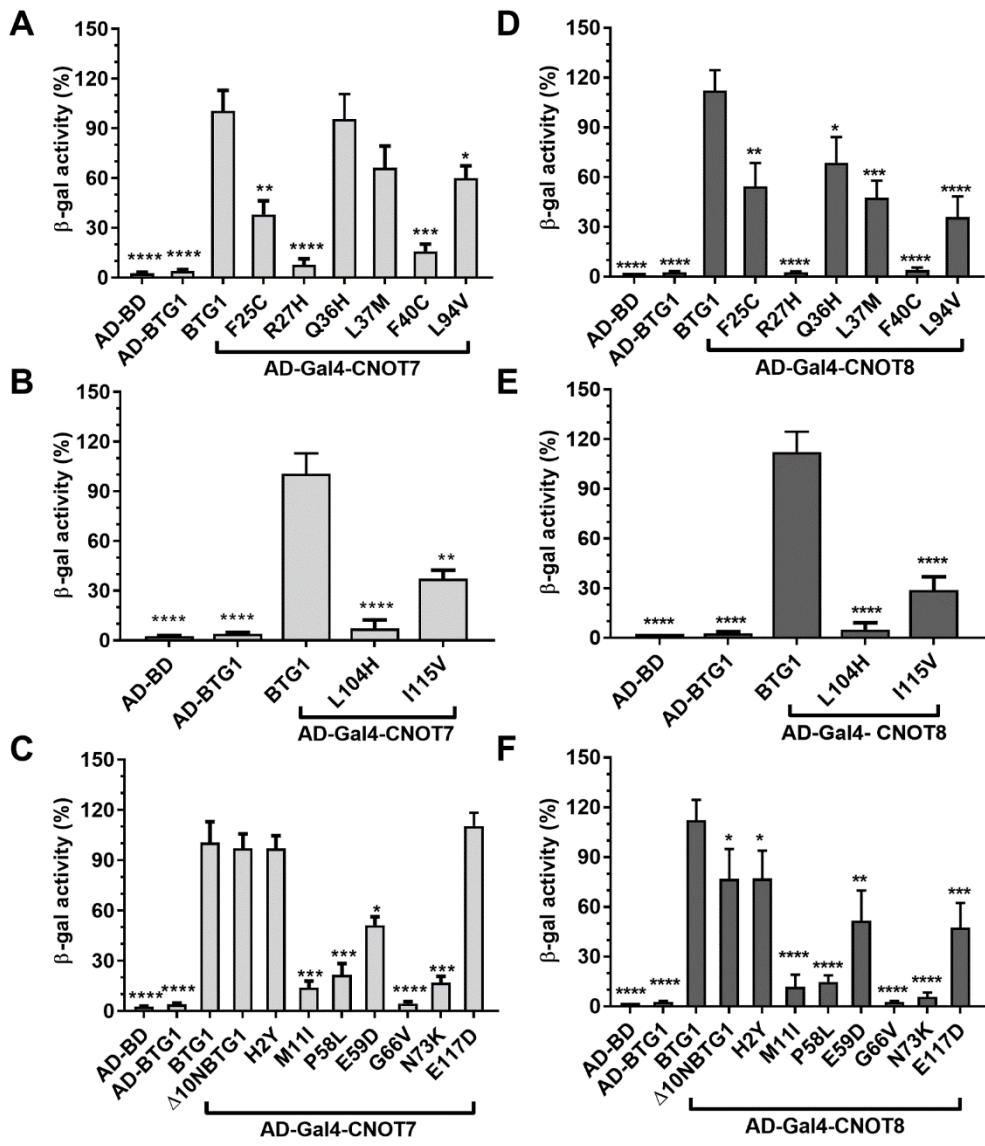 A
β-gal activity (%)
150
120
90
60
30
0
**** **** ** **** *** *
AD-BD AD-BTG1 BTG1 F25C R27H Q36H L37M F40C L94V
AD-Gal4-CNOT7
D
β-gal activity (%)
150
120
90
60
30
0
**** **** ** **** * *** **** ****
AD-BD AD-BTG1 BTG1 F25C R27H Q36H L37M F40C L94V
AD-Gal4-CNOT8
B
β-gal activity (%)
150
120
90
60
30
0
**** **** **** **
AD-BD AD-BTG1 BTG1 L104H I115V
AD-Gal4-CNOT7
E
β-gal activity (%)
150
120
90
60
30
0
**** **** **** ****
AD-BD AD-BTG1 BTG1 L104H I115V
AD-Gal4- CNOT8
C
β-gal activity (%)
150
120
90
60
30
0
**** **** *** *** * **** ***
AD-BD AD-BTG1 BTG1 Δ10NBTG1 H2Y M11I P58L E59D G66V N73K E117D
AD-Gal4-CNOT7
F
β-gal activity (%)
150
120
90
60
30
0
**** **** * * **** **** ** **** **** ***
AD-BD AD-BTG1 BTG1 Δ10NBTG1 H2Y M11I P58L E59D G66V N73K E117D
AD-Gal4-CNOT8